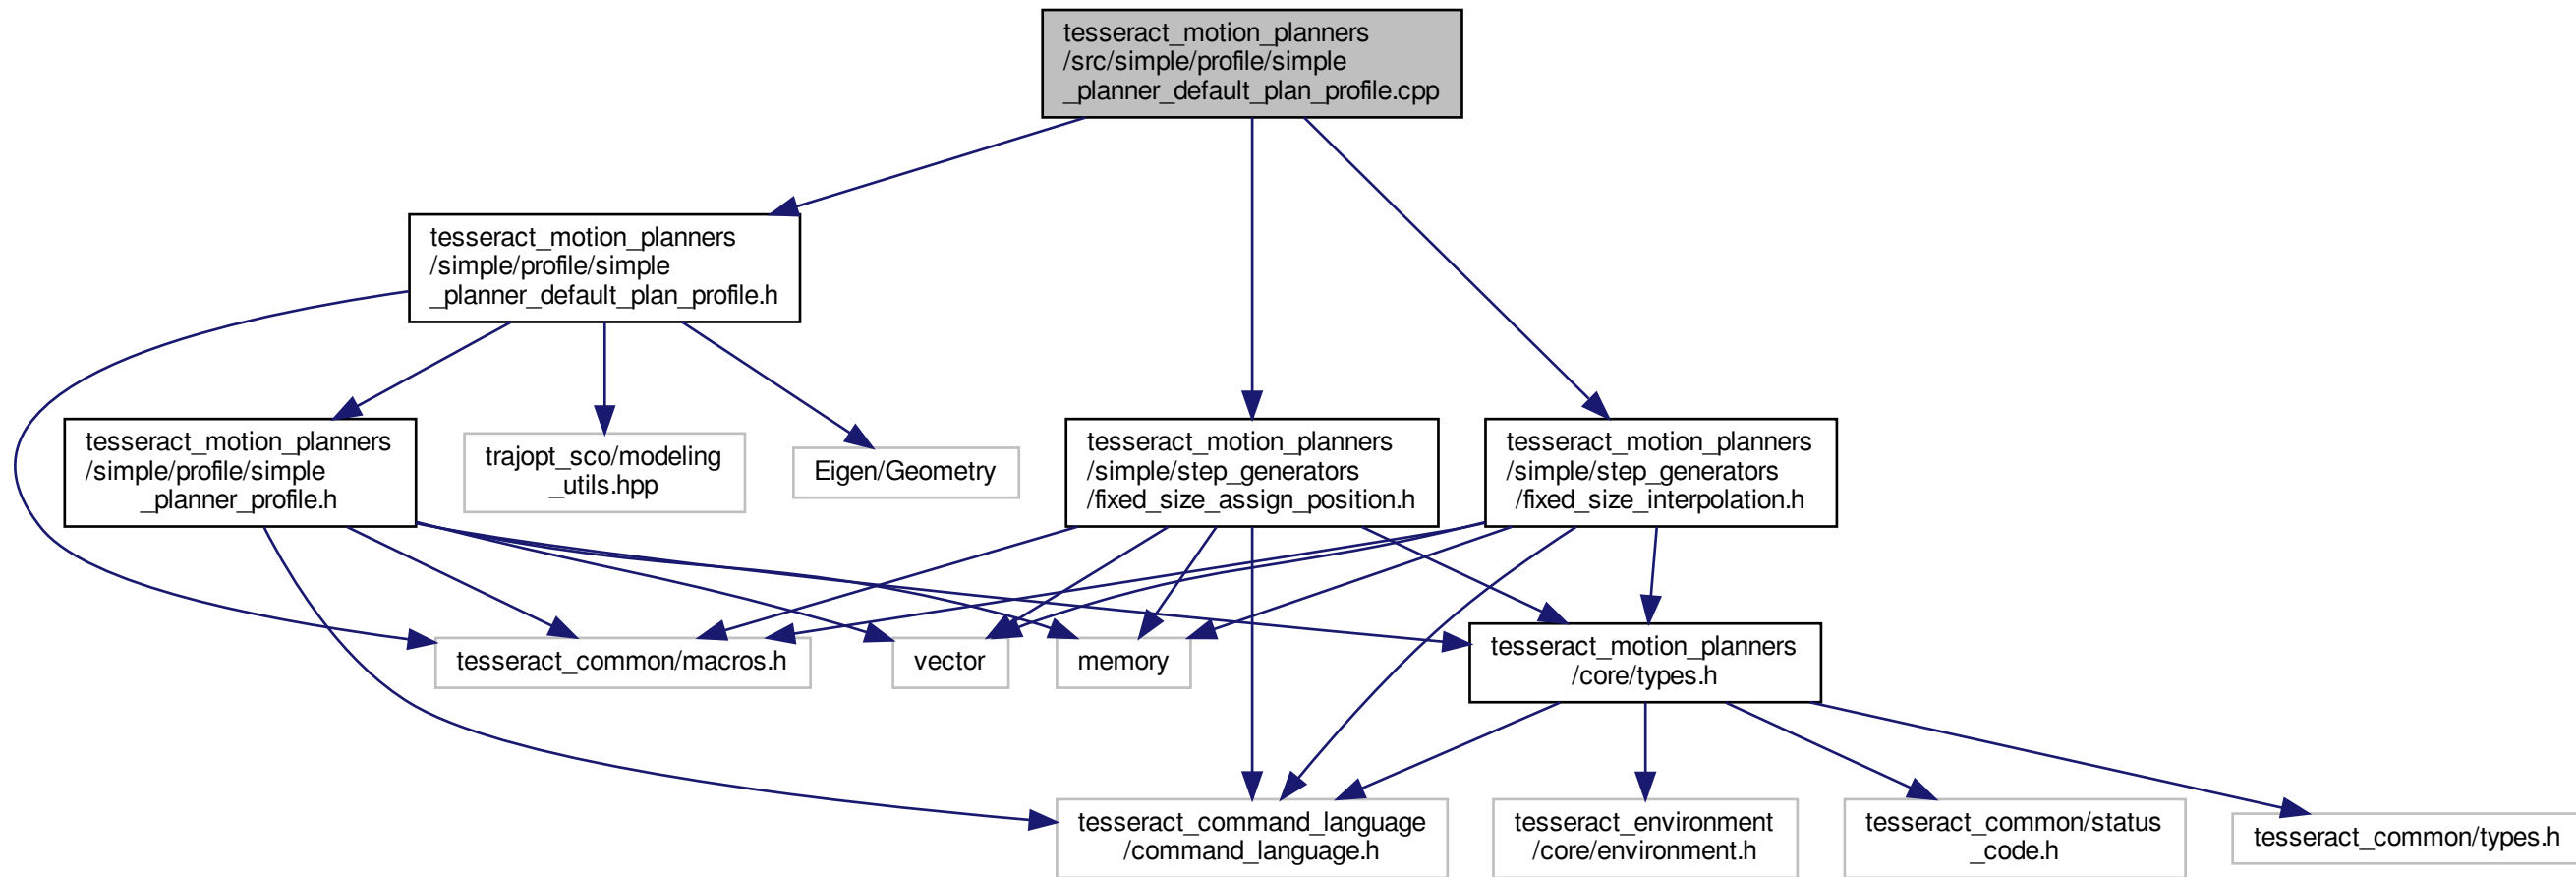 tesseract_motion_planners
/src/simple/profile/simple
_planner_default_plan_profile.cpp
tesseract_motion_planners
/simple/profile/simple
_planner_default_plan_profile.h
tesseract_motion_planners
/simple/profile/simple
_planner_profile.h
trajopt_sco/modeling
_utils.hpp
Eigen/Geometry
tesseract_motion_planners
/simple/step_generators
/fixed_size_assign_position.h
tesseract_motion_planners
/simple/step_generators
/fixed_size_interpolation.h
tesseract_common/macros.h
vector
memory
tesseract_motion_planners
/core/types.h
tesseract_command_language
/command_language.h
tesseract_environment
/core/environment.h
tesseract_common/status
_code.h
tesseract_common/types.h